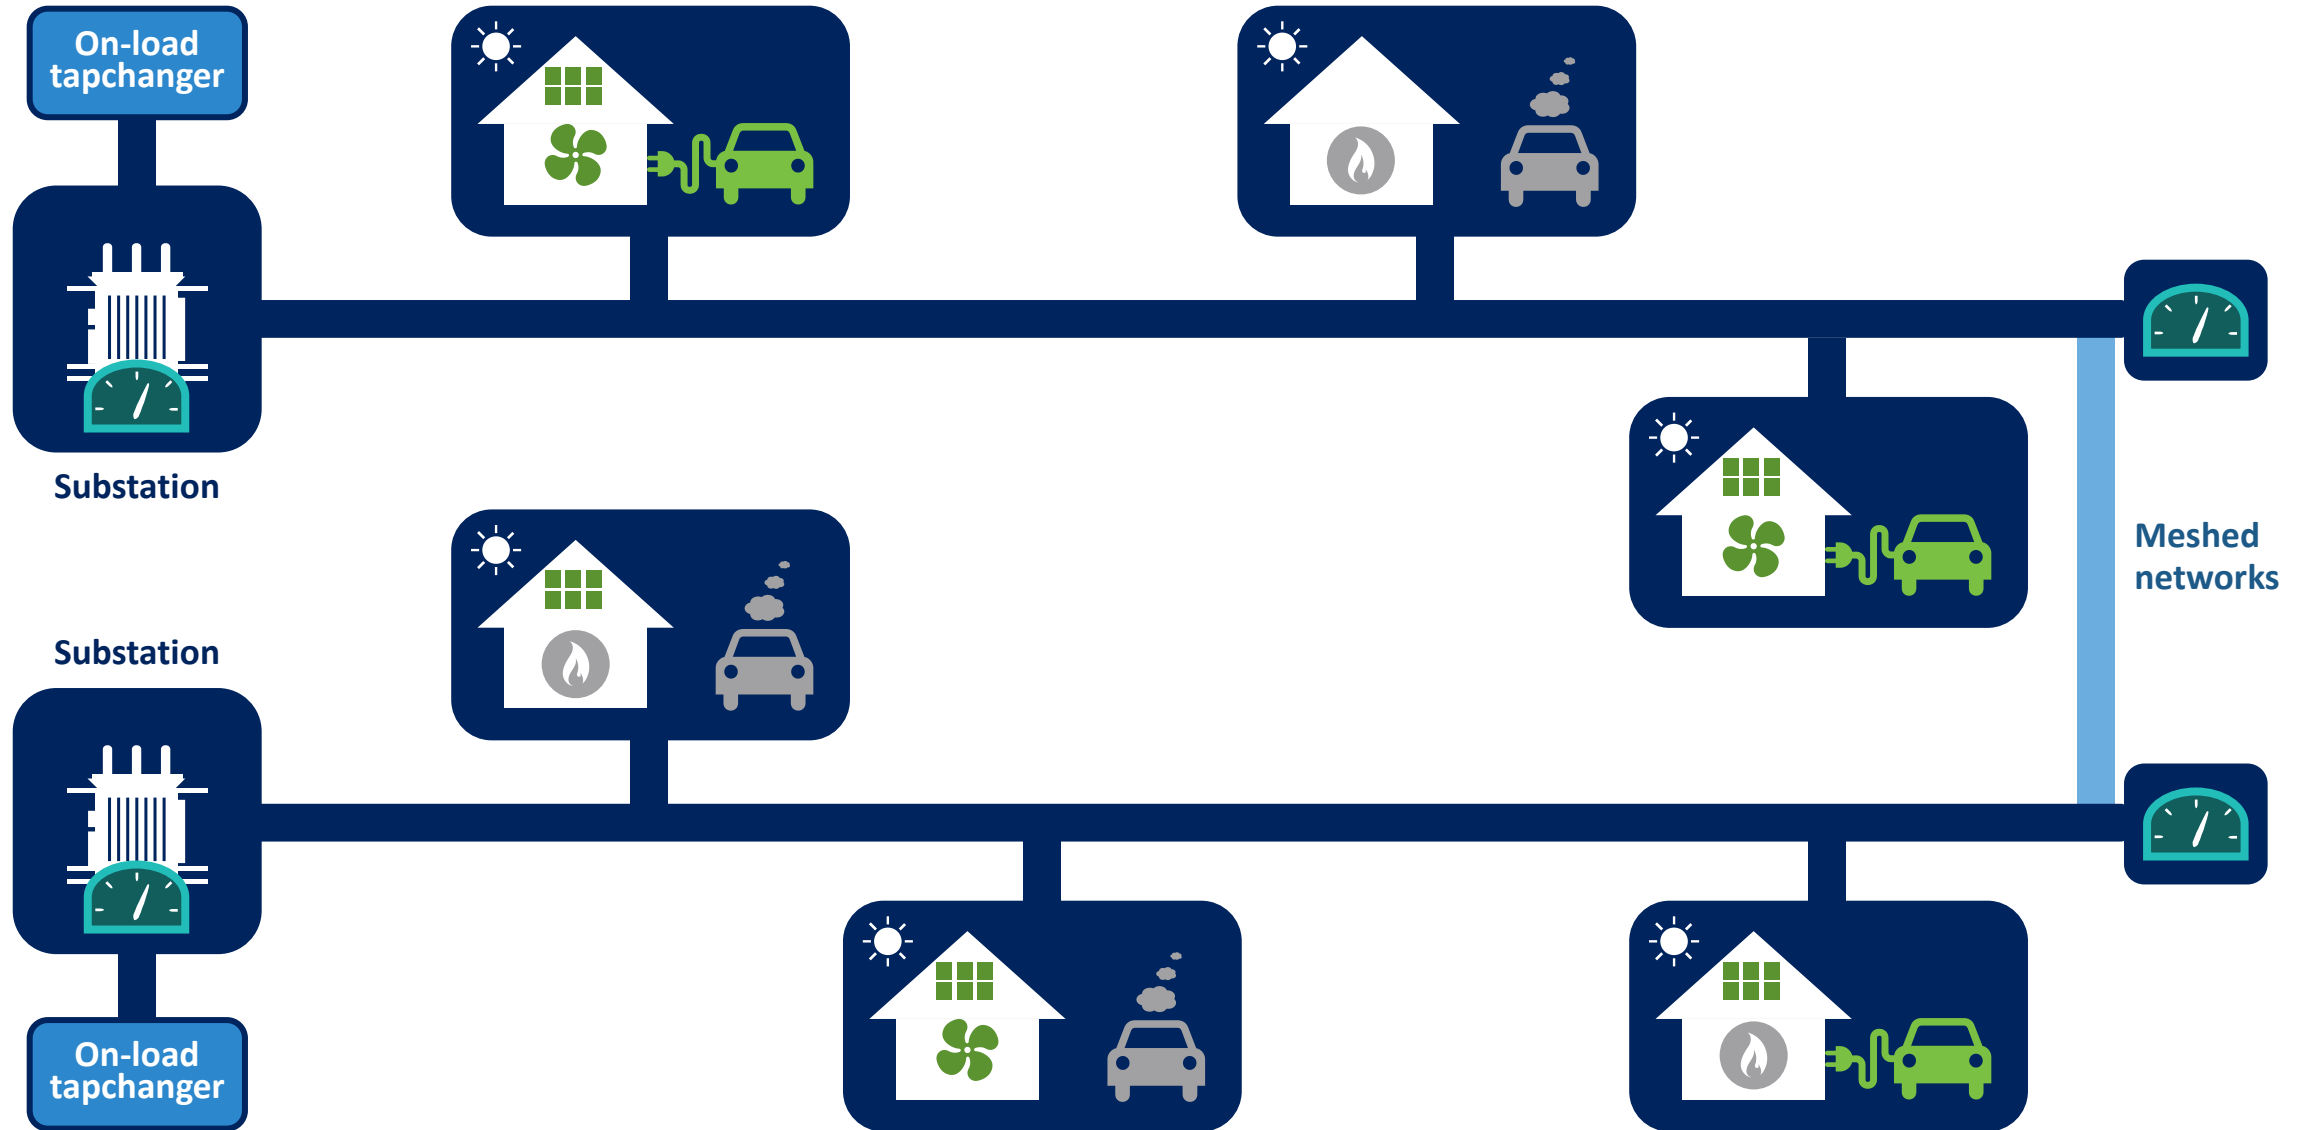 On-load
tapchanger
Substation
Meshed
networks
Substation
On-load
tapchanger